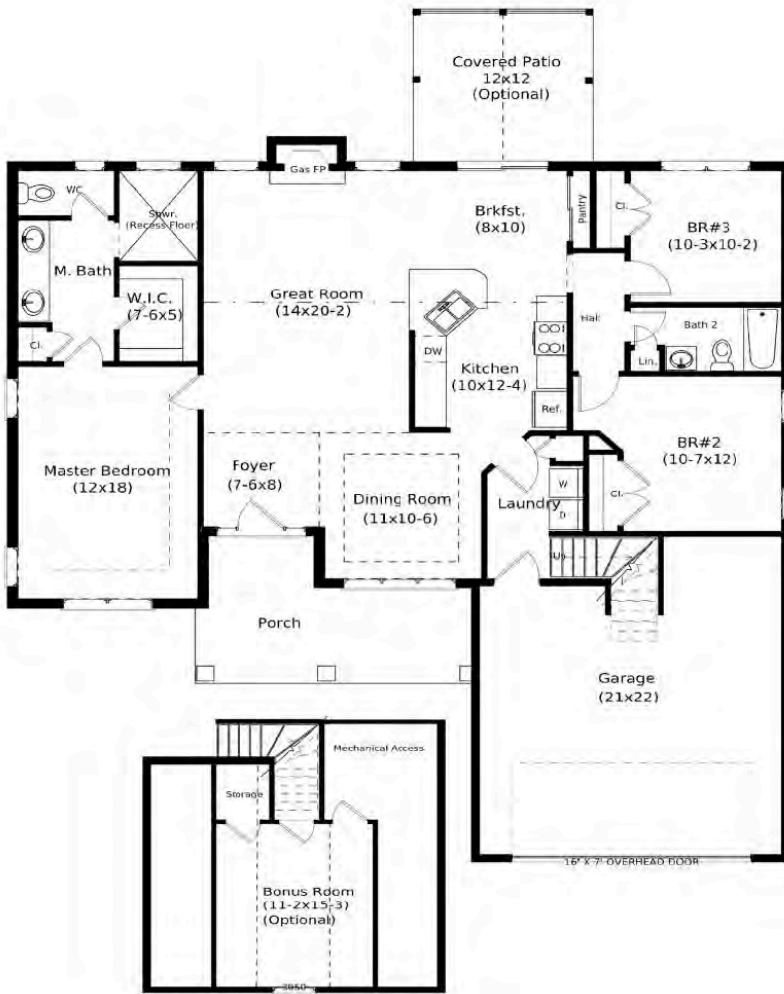 Covered Patio
12x12
(Optional)
Gas FP
WC
Shwr.
(Recess Floor)
Brkfst.
(8x10)
Pantry
Cl.
BR#3
(10-3x10-2)
M. Bath
W.I.C.
(7-6x5)
Great Room
(14x20-2)
Hal.
Bath 2
Cl.
DW
Kitchen
(10x12-4)
Lin.
Ref.
Master Bedroom
(12x18)
Foyer
(7-6x8)
Dining Room
(11x10-6)
Laundry
W
D
Cl.
BR#2
(10-7x12)
Up
Porch
Garage
(21x22)
16' X 7' OVERHEAD DOOR
Mechanical Access
Storage
Bonus Room
(11-2x15-3)
(Optional)
3050